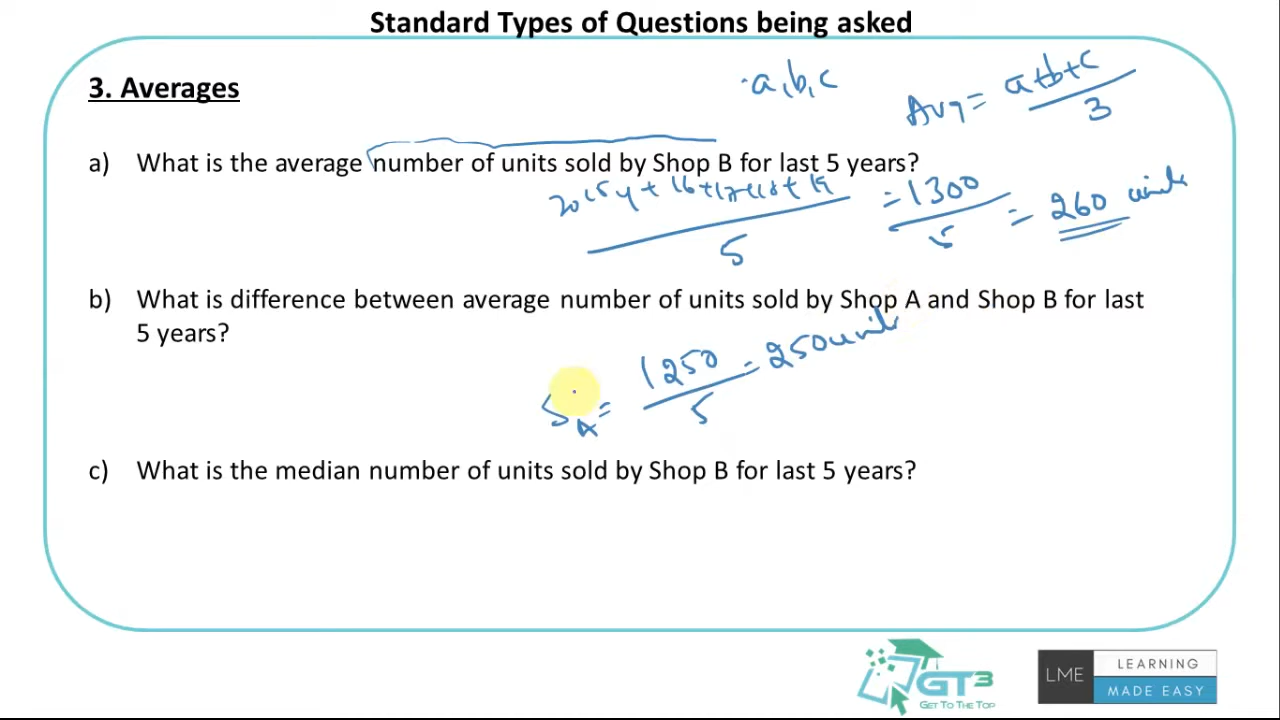 Standard Types of Questions being asked
3. Averages
a, b, c
Avg = a+b+c
3
a) What is the average number of units sold by Shop B for last 5 years?
= 1300
5
= 260 units
5
b) What is difference between average number of units sold by Shop A and Shop B for last
5 years?
S A = 1250 = 250 units
5
c) What is the median number of units sold by Shop B for last 5 years?
GT3
GET TO THE TOP
LME LEARNING
MADE EASY